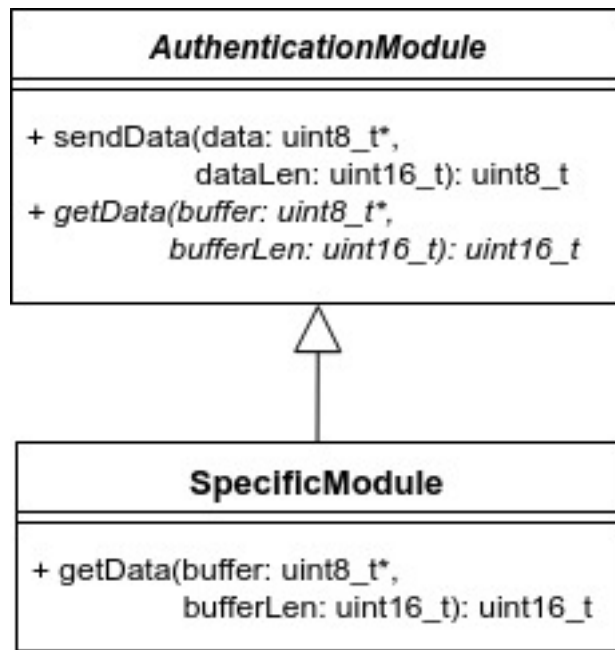 AuthenticationModule
+ sendData(data: uint8_t*,
dataLen: uint16_t): uint8_t
+ getData(buffer: uint8_t*,
bufferLen: uint16_t): uint16_t
SpecificModule
+ getData(buffer: uint8_t*,
bufferLen: uint16_t): uint16_t